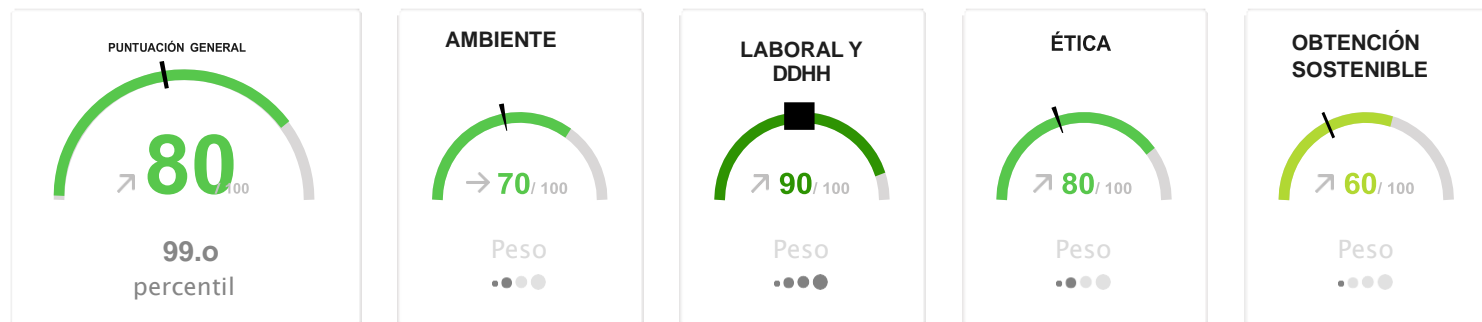 PUNTUACIÓN GENERAL
80
/ 100
99.o
percentil
AMBIENTE
70 / 100
Peso
LABORAL Y
DDHH
90 / 100
Peso
ÉTICA
80 / 100
Peso
OBTENCIÓN
SOSTENIBLE
60 / 100
Peso